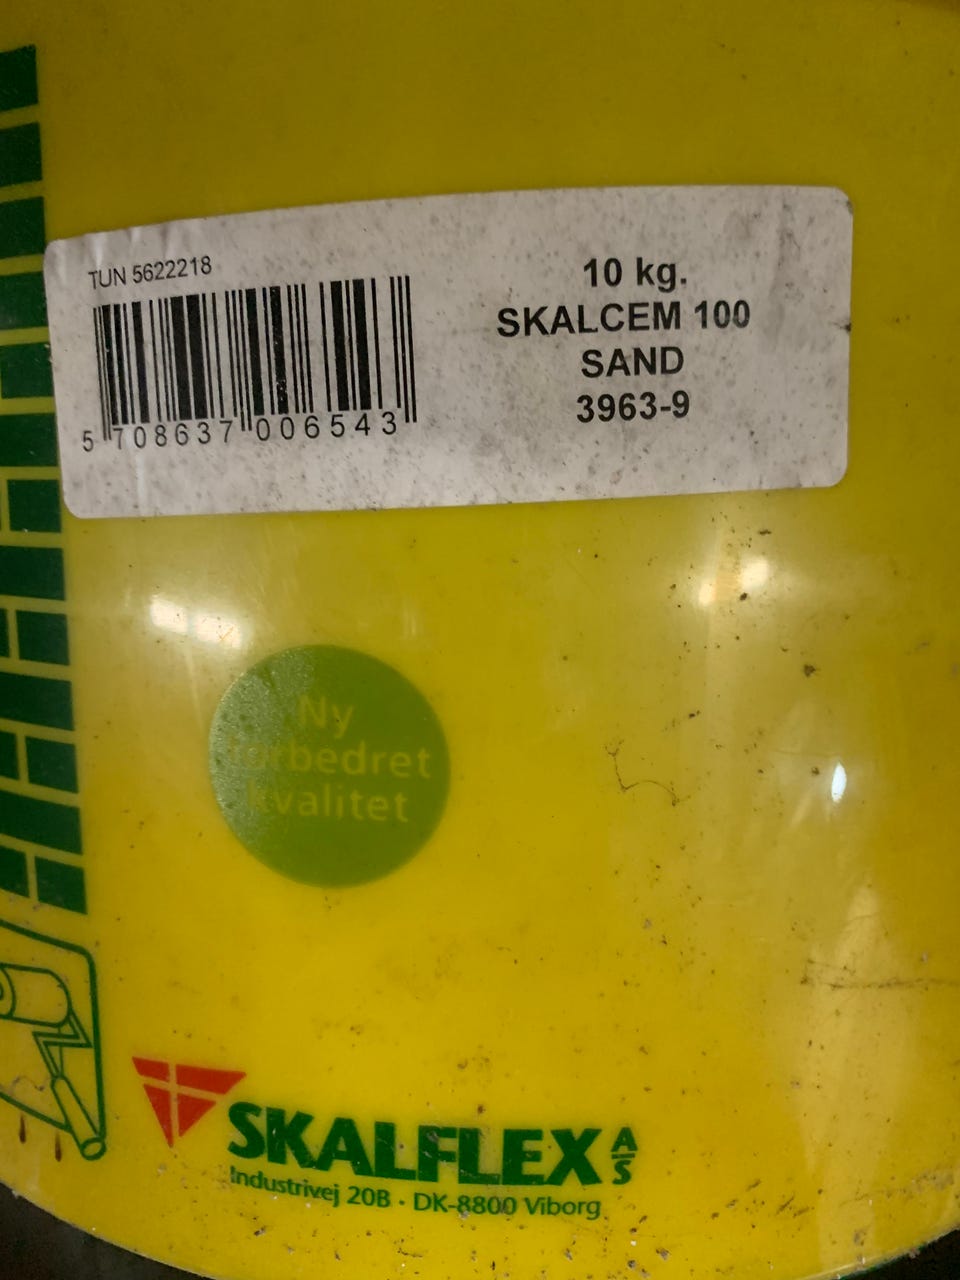 TUN 5622218
5 708637 006543
10 kg.
SKALCEM 100
SAND
3963-9
Ny
forbedret
kvalitet
SKALFLEX A/S
Industrivej 20B · DK-8800 Viborg